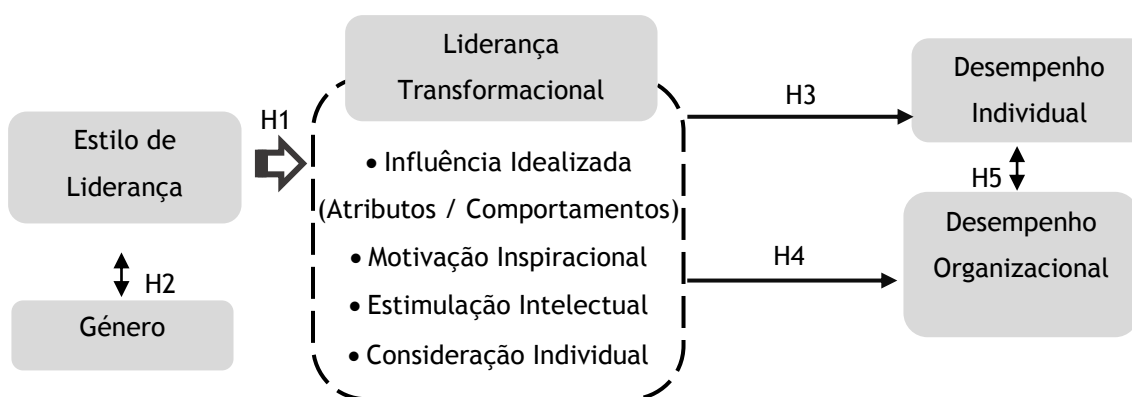 Estilo de
Liderança
H2
Género
H1
Liderança
Transformacional
• Influência Idealizada
(Atributos / Comportamentos)
• Motivação Inspiracional
• Estimulação Intelectual
• Consideração Individual
H3
H4
Desempenho
Individual
H5
Desempenho
Organizacional